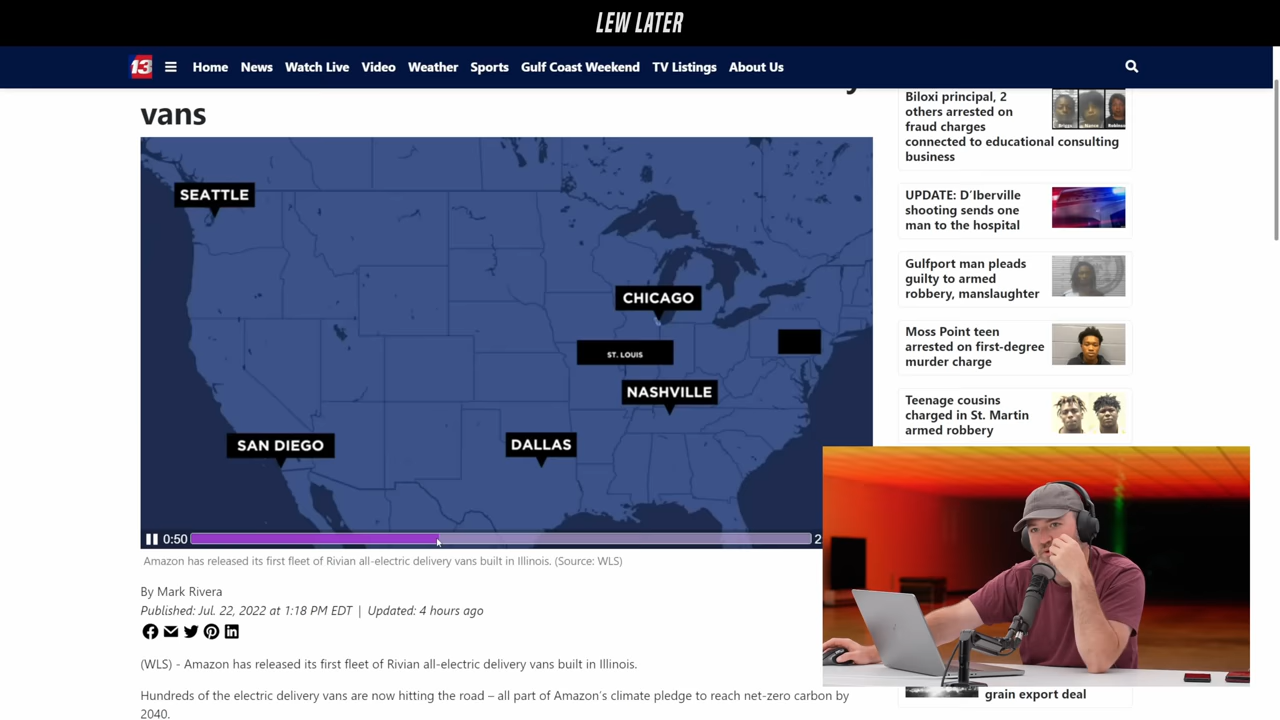 LEW LATER
13
Home
News
Watch Live
Video
Weather
Sports
Gulf Coast Weekend
TV Listings
About Us
vans
SEATTLE
CHICAGO
ST. LOUIS
NASHVILLE
SAN DIEGO
DALLAS
0:50
2
Amazon has released its first fleet of Rivian all-electric delivery vans built in Illinois. (Source: WLS)
By Mark Rivera
Published: Jul. 22, 2022 at 1:18 PM EDT | Updated: 4 hours ago
(WLS) - Amazon has released its first fleet of Rivian all-electric delivery vans built in Illinois.
Hundreds of the electric delivery vans are now hitting the road – all part of Amazon's climate pledge to reach net-zero carbon by
2040.
Biloxi principal, 2
others arrested on
fraud charges
connected to educational consulting
business
UPDATE: D'Iberville
shooting sends one
man to the hospital
Gulfport man pleads
guilty to armed
robbery, manslaughter
Moss Point teen
arrested on first-degree
murder charge
Teenage cousins
charged in St. Martin
armed robbery
grain export deal